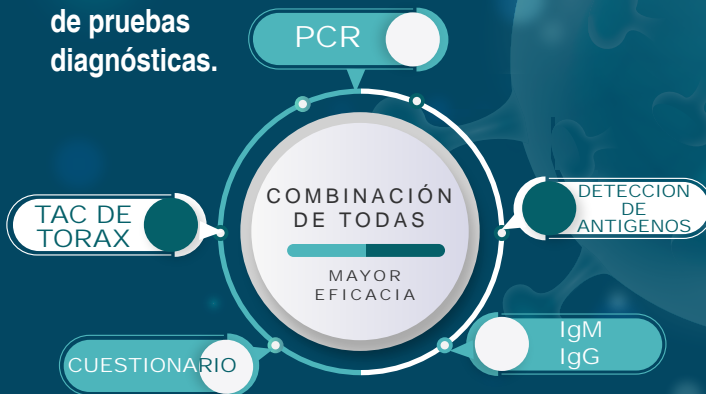 de pruebas
diagnósticas.
PCR
COMBINACIÓN
DE TODAS
MAYOR
EFICACIA
TAC DE
TORAX
DETECCION
DE
ANTIGENOS
CUESTIONARIO
IgM
IgG